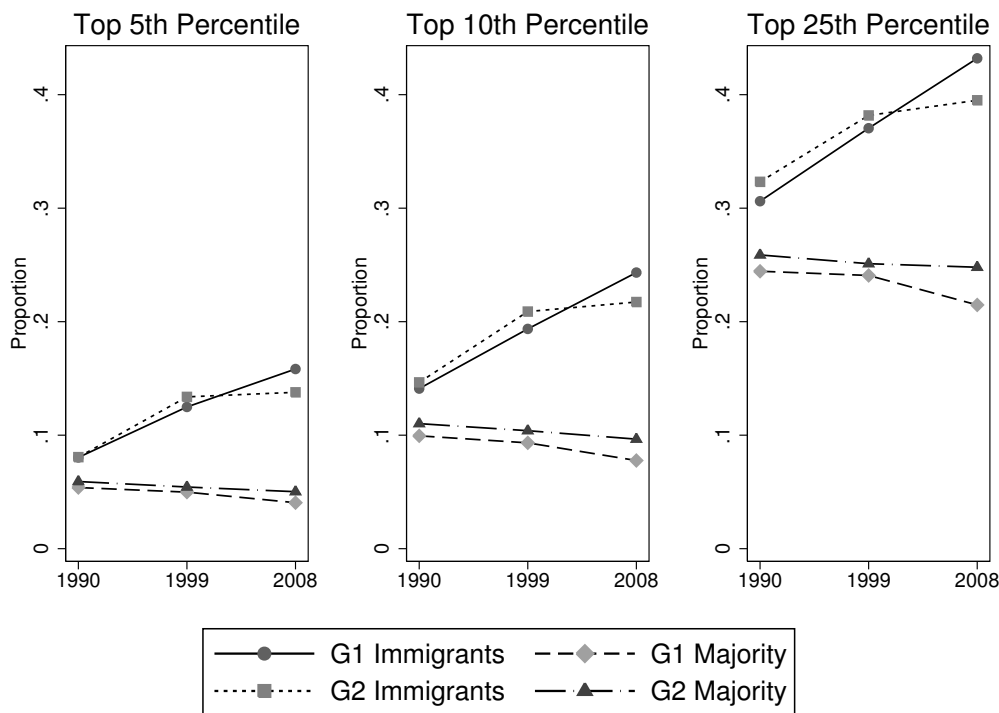 Top 5th Percentile
Proportion
.4
.3
.2
.1
0
1990 1999 2008
Top 10th Percentile
Proportion
.4
.3
.2
.1
0
1990 1999 2008
Top 25th Percentile
Proportion
.4
.3
.2
.1
0
1990 1999 2008
G1 Immigrants G1 Majority
G2 Immigrants G2 Majority